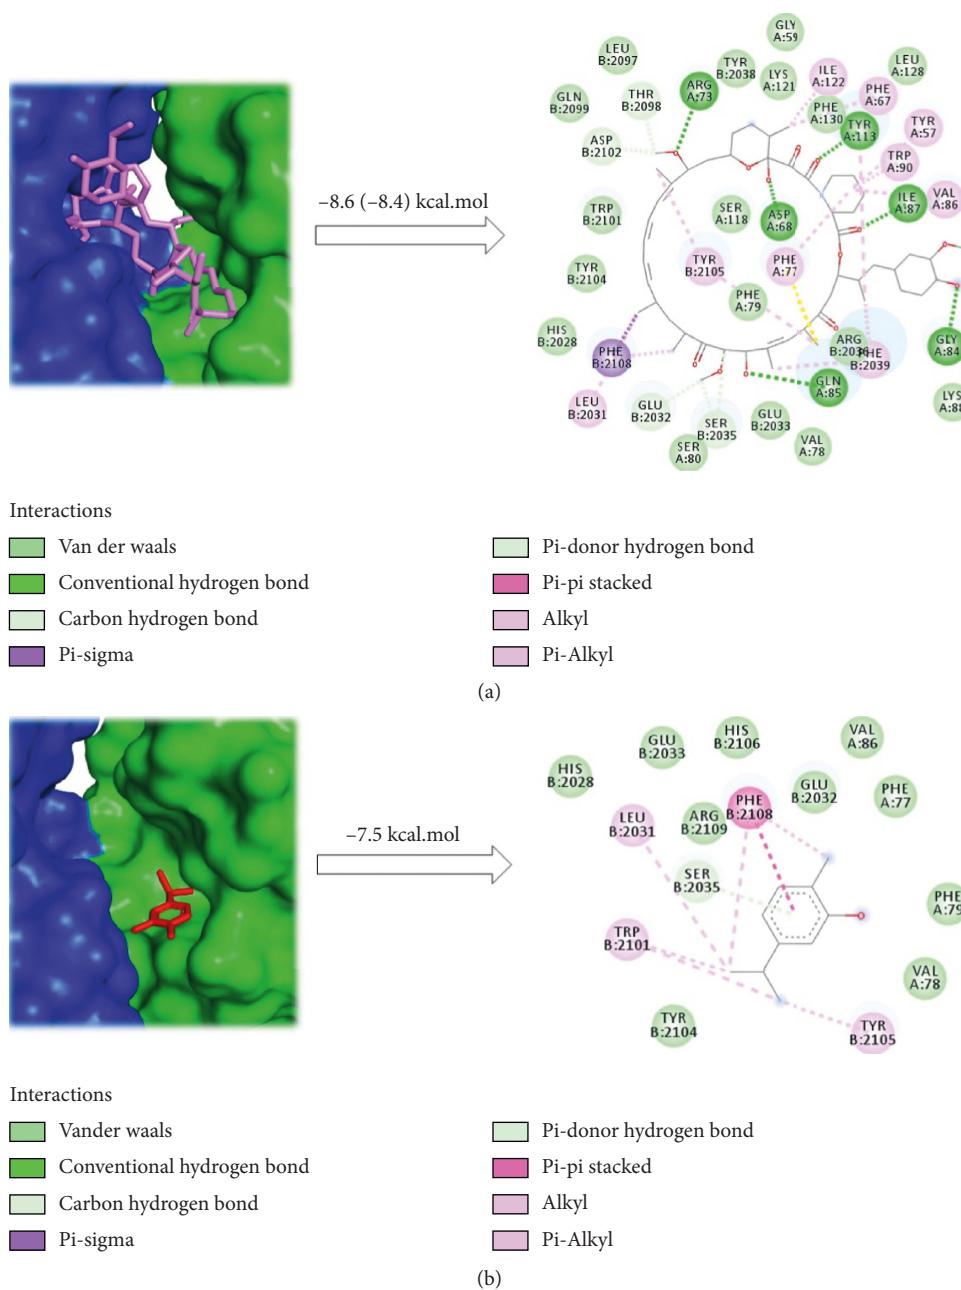 (a)
–8.6 (–8.4) kcal.mol
GLY
A:59
LEU
B:2097
TYR
B:2038
LYS
A:121
ILE
A:122
LEU
A:128
GLN
B:2099
THR
B:2098
ARG
A:73
PHE
A:130
PHE
A:67
TYR
A:113
TYR
A:57
ASP
B:2102
TRP
A:90
TRP
B:2101
SER
A:118
ASP
A:68
ILE
A:87
VAL
A:86
TYR
B:2104
TYR
B:2105
PHE
A:77
PHE
A:79
HIS
B:2028
PHE
B:2108
ARG
B:2036
PHE
B:2039
GLY
A:84
GLN
A:85
LEU
B:2031
GLU
B:2032
SER
B:2035
GLU
B:2033
LYS
A:88
SER
A:80
VAL
A:78
Interactions
Van der waals
Conventional hydrogen bond
Carbon hydrogen bond
Pi-sigma
Pi-donor hydrogen bond
Pi-pi stacked
Alkyl
Pi-Alkyl
(a)
–7.5 kcal.mol
HIS
B:2028
GLU
B:2033
HIS
B:2106
VAL
A:86
LEU
B:2031
ARG
B:2109
PHE
B:2108
GLU
B:2032
PHE
A:77
SER
B:2035
PHE
A:79
TRP
B:2101
VAL
A:78
TYR
B:2104
TYR
B:2105
O
Interactions
Vander waals
Conventional hydrogen bond
Carbon hydrogen bond
Pi-sigma
Pi-donor hydrogen bond
Pi-pi stacked
Alkyl
Pi-Alkyl
(b)